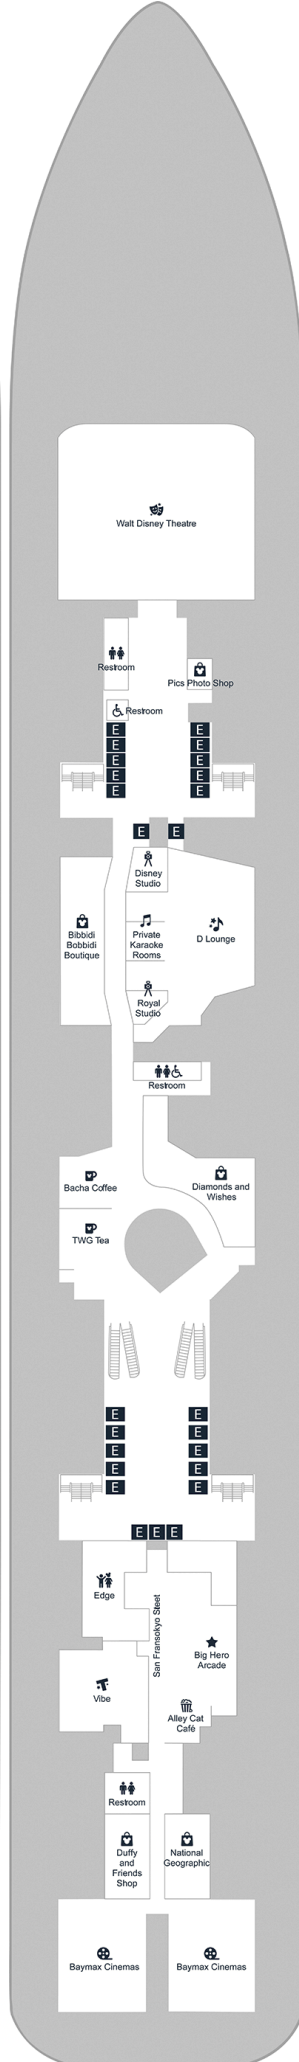 Walt Disney Theatre
Restroom
Pics Photo Shop
Restroom
E E
E E
E E
E E
E E
E E
Disney
Studio
Bibbidi
Bobbidi
Boutique
Private
Karaoke
Rooms
D Lounge
Royal
Studio
Restroom
Bacha Coffee
Diamonds and
Wishes
TWG Tea
E E
E E
E E
E E
E E
E E E
Edge
San Fransokyo Steet
Big Hero
Arcade
Vibe
Alley Cat
Café
Restroom
Duffy
and
Friends
Shop
National
Geographic
Baymax Cinemas
Baymax Cinemas